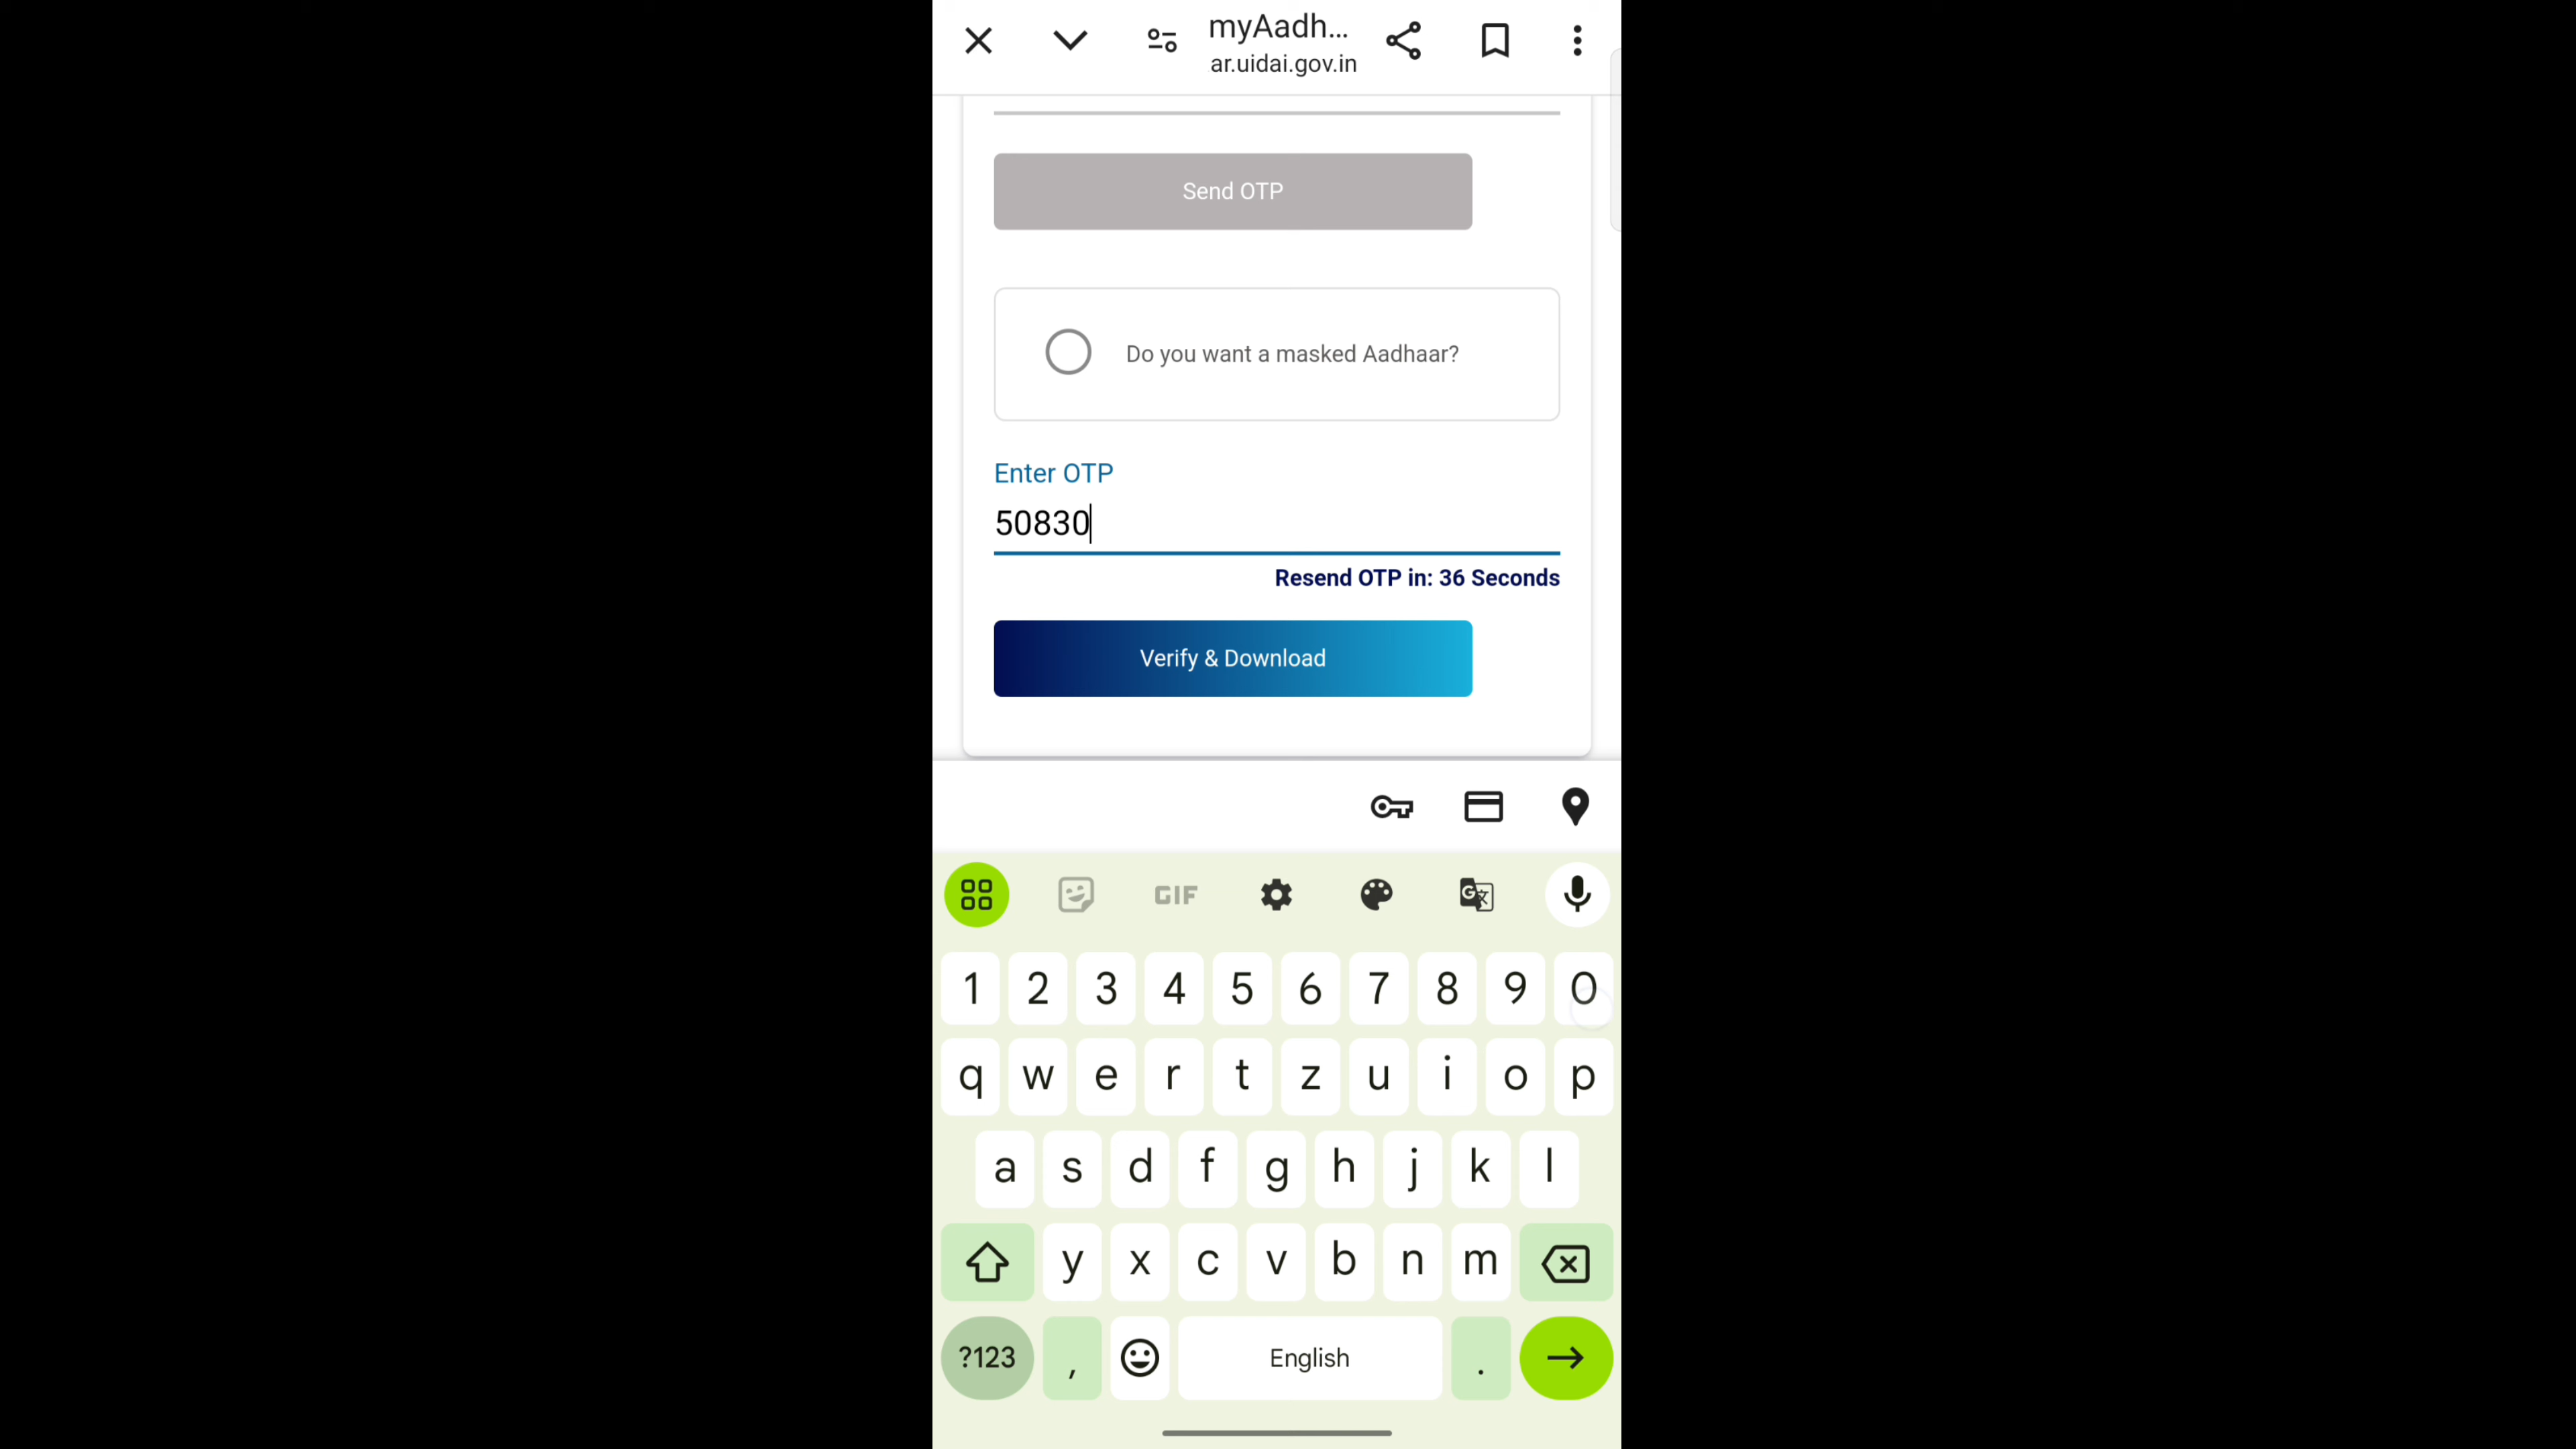 myAadh...
ar.uidai.gov.in
Send OTP
Do you want a masked Aadhaar?
Enter OTP
50830
Resend OTP in: 36 Seconds
Verify & Download
GIF
G
1 2 3 4 5 6 7 8 9 0
q w e r t z u i o p
a s d f g h j k l
y x c v b n m
?123 , English .